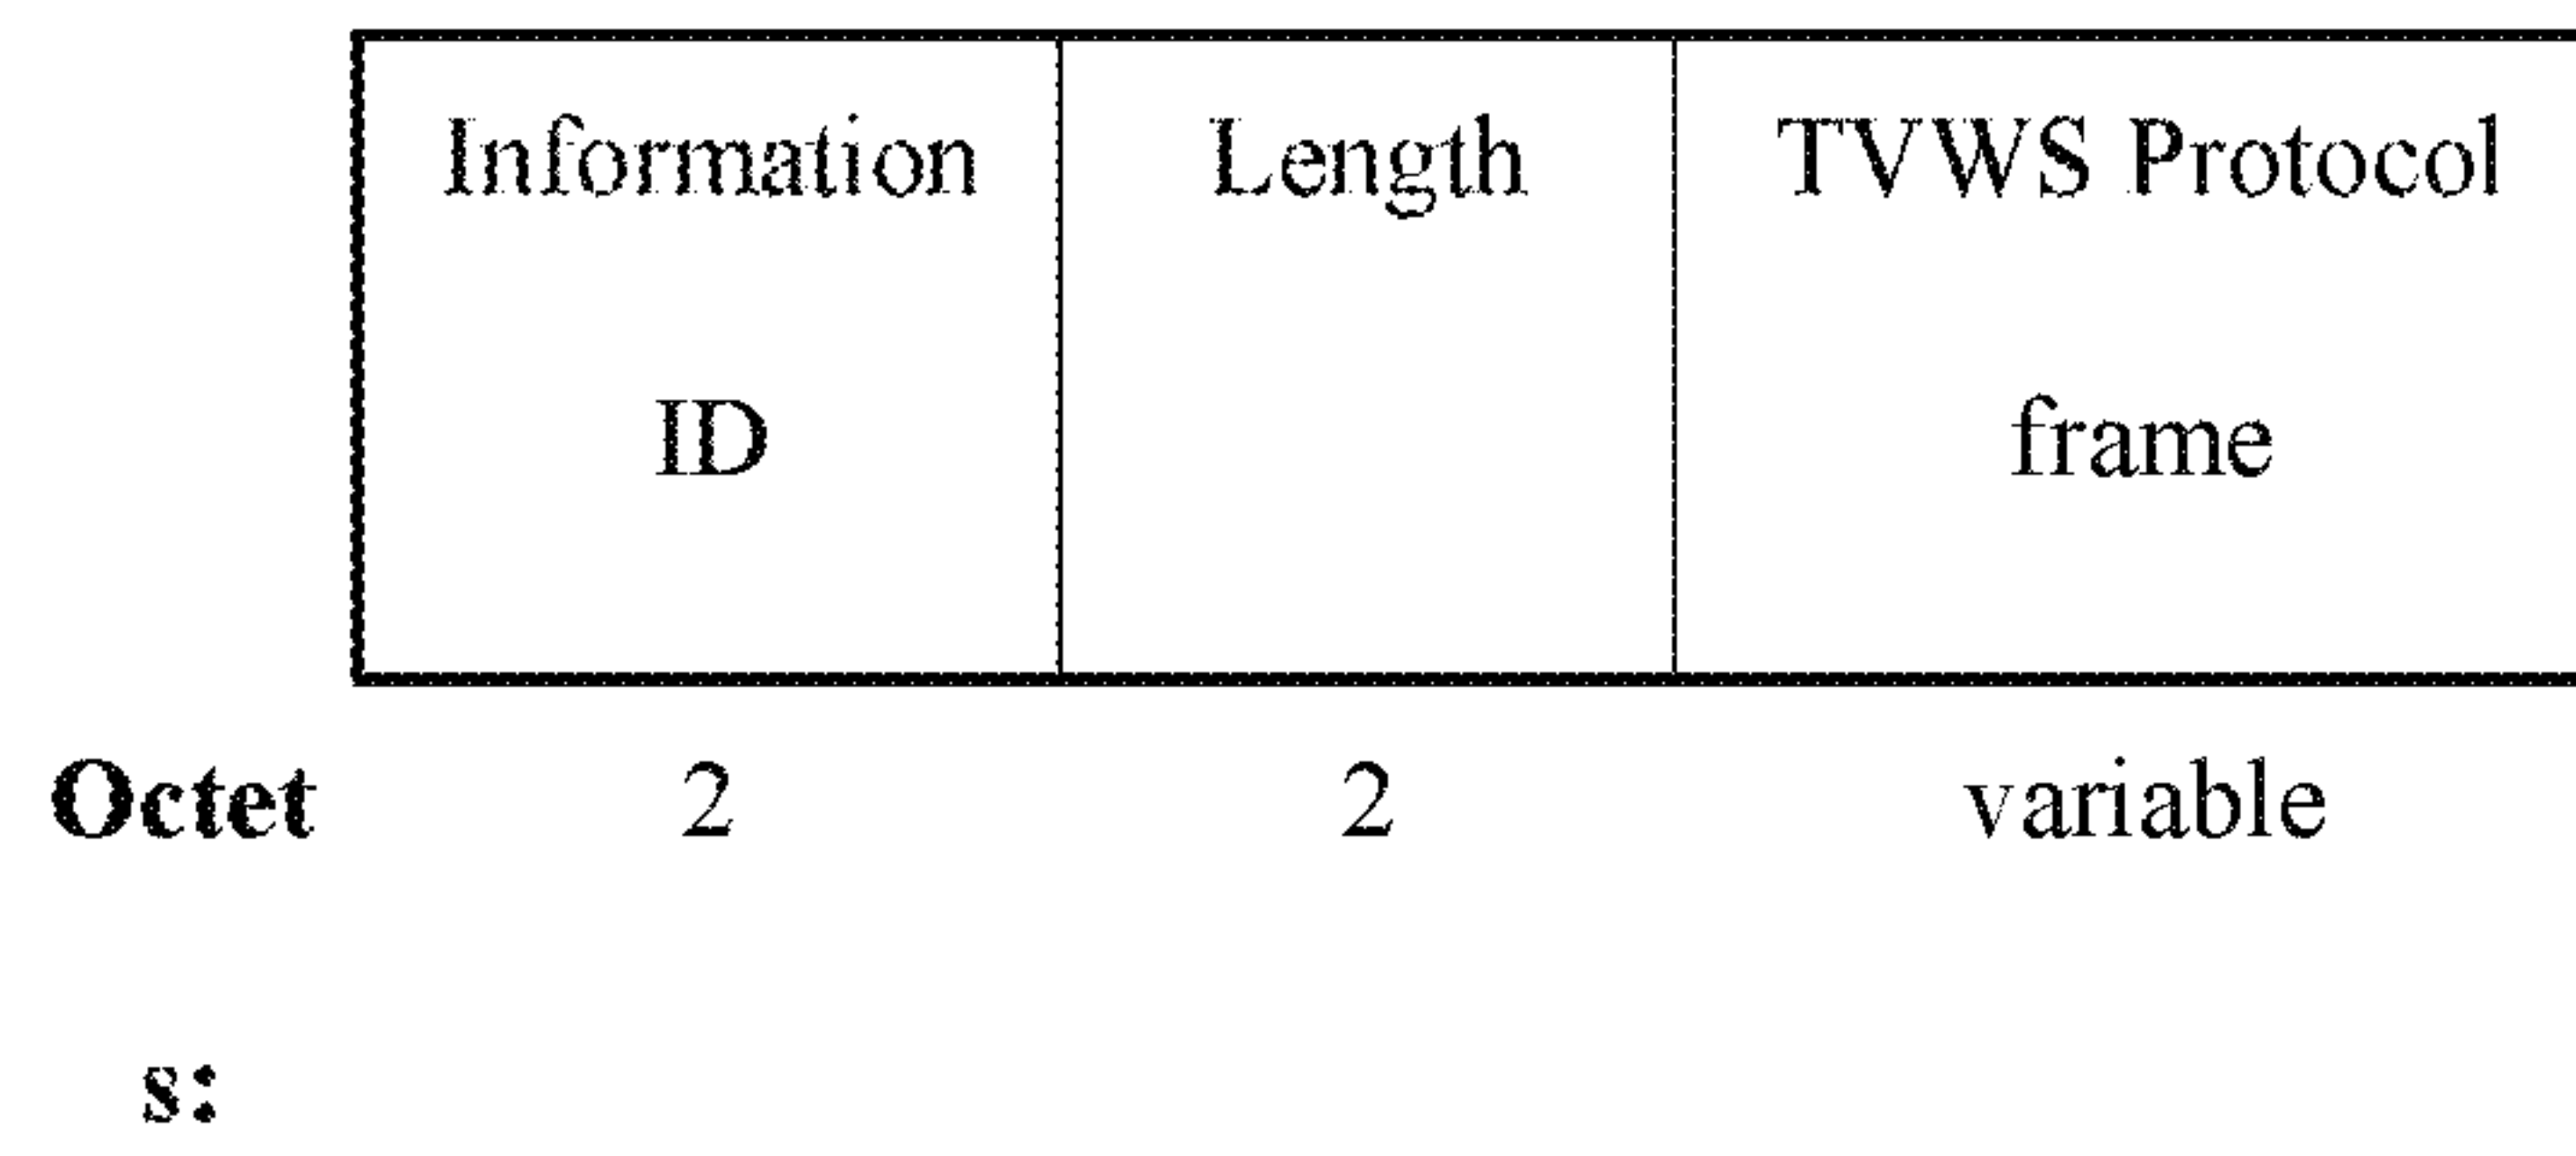 Information Length TVWS Protocol
ID frame
Octet 2 2 variable
s: